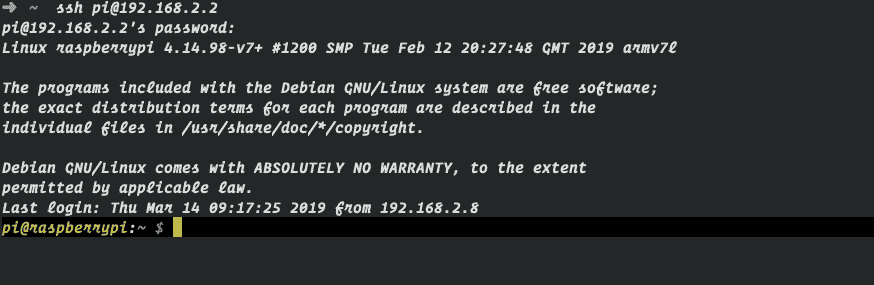 ➜ ~ ssh pi@192.168.2.2
pi@192.168.2.2's password:
Linux raspberrypi 4.14.98-v7+ #1200 SMP Tue Feb 12 20:27:48 GMT 2019 armv7l
The programs included with the Debian GNU/Linux system are free software;
the exact distribution terms for each program are described in the
individual files in /usr/share/doc/*/copyright.
Debian GNU/Linux comes with ABSOLUTELY NO WARRANTY, to the extent
permitted by applicable law.
Last login: Thu Mar 14 09:17:25 2019 from 192.168.2.8
pi@raspberrypi:~ $